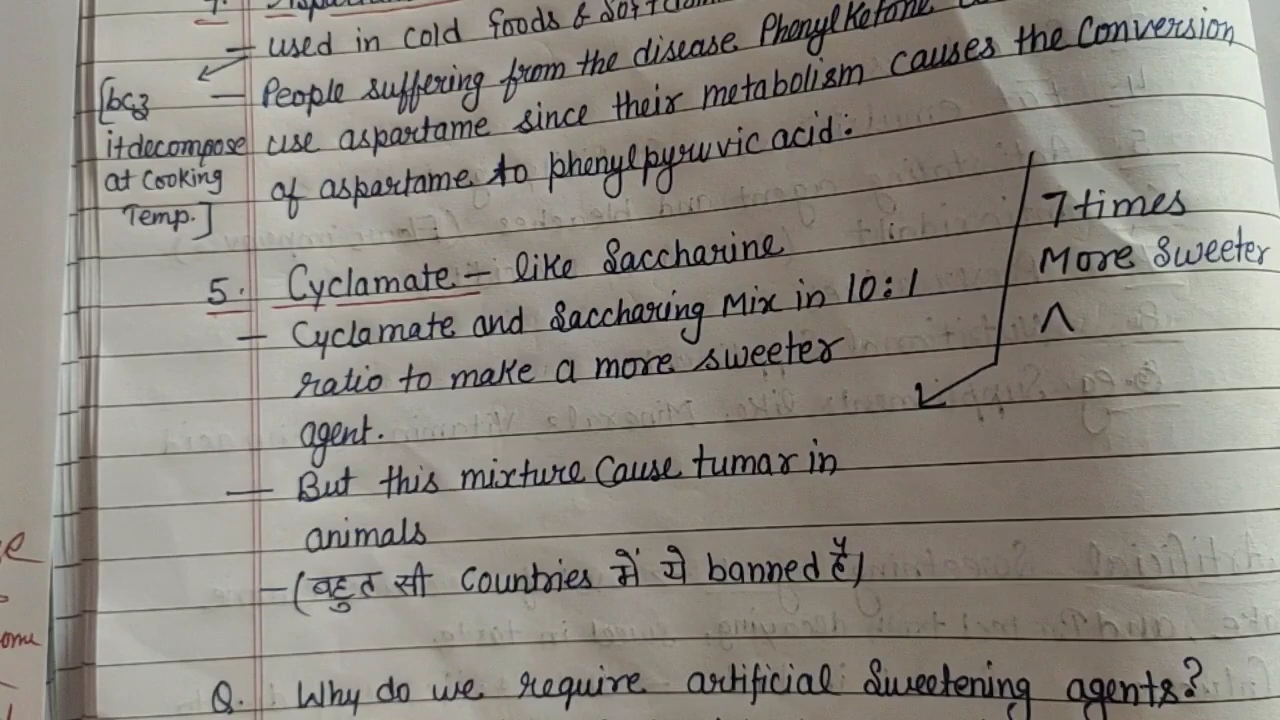 used in cold foods &
— People suffering from the disease PhenylKetone
[bcz
it decompose
at Cooking
Temp.]
use aspartame since their metabolism causes the Conversion
of aspartame to phenylpyruvic acid.
5. Cyclamate - like Saccharine
— Cyclamate and Saccharing Mix in 10:1
ratio to make a more sweeter
agent.
7 times
More Sweeter
— But this mixture Cause tumar in
animals
- (बहुत सी Countries में ये banned है)
Q. Why do we require artificial Sweetening agents?